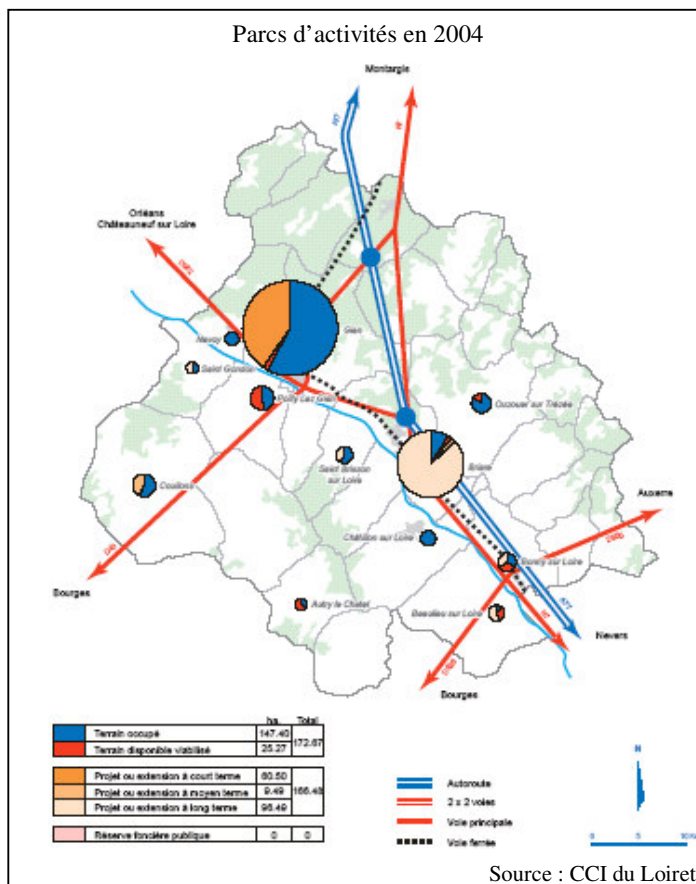 Parcs d’activités en 2004
Montargis
A77
Orléans
Châteauneuf sur Loire
Nevoy
Gien
Saint Gondon
Poilly Lez Gien
Ouzouer sur Trézée
Saint Brisson
sur Loire
Briare
Coullons
Auxerre
Châtillon sur Loire
Bonny sur Loire
Bourges
Autry le Chatel
Beaulieu sur Loire
A77
Nevers
Bourges
N
ha. Total
Terrain occupé 147.40
172.67
Terrain disponible viabilisé 25.27
Projet ou extension à court terme 60.50
Projet ou extension à moyen terme 9.49 166.48
Projet ou extension à long terme 96.49
Réserve foncière publique 0 0
Autoroute
2 x 2 voies
Voie principale
Voie ferrée
0 5 10
Source : CCI du Loiret